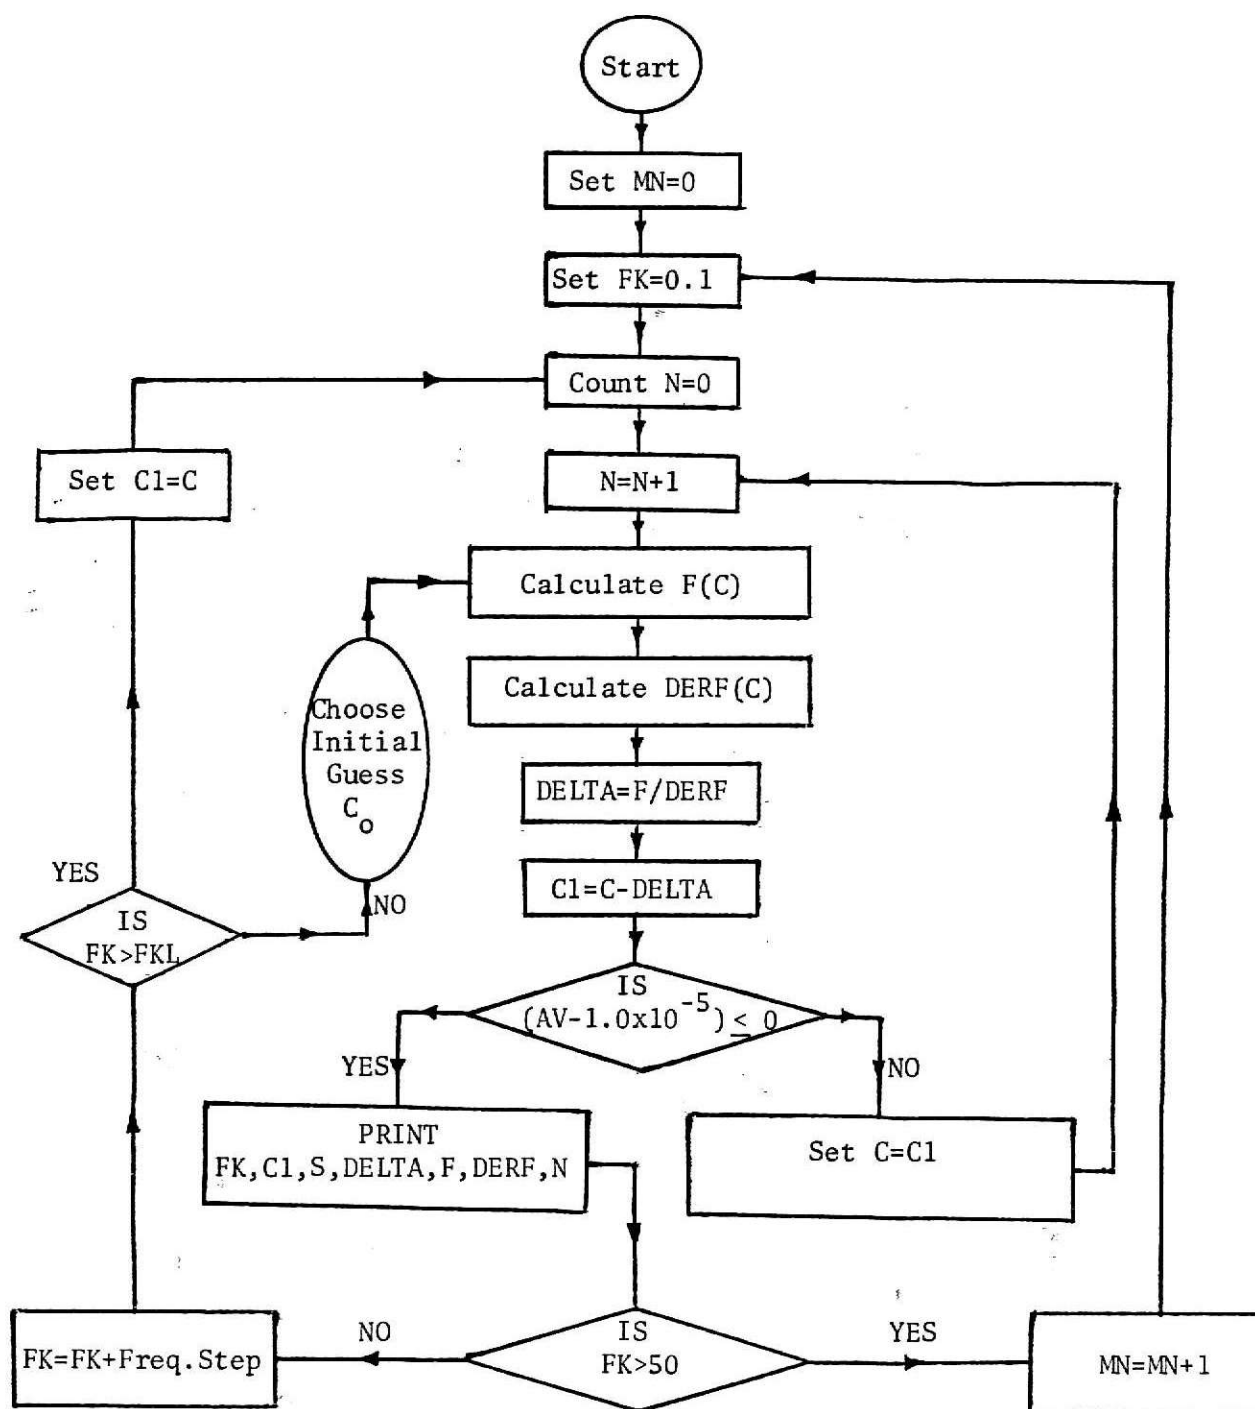 Start
Set MN=0
Set FK=0.1
Count N=0
Set C1=C
N=N+1
Calculate F(C)
Calculate DERF(C)
Choose
Initial
Guess
C₀
DELTA=F/DERF
C1=C-DELTA
YES
NO
IS
FK>FKL
IS
(AV-1.0x10⁻⁵) ≤ 0
YES
NO
PRINT
FK,C1,S,DELTA,F,DERF,N
Set C=C1
FK=FK+Freq.Step
NO
IS
FK>50
YES
MN=MN+1